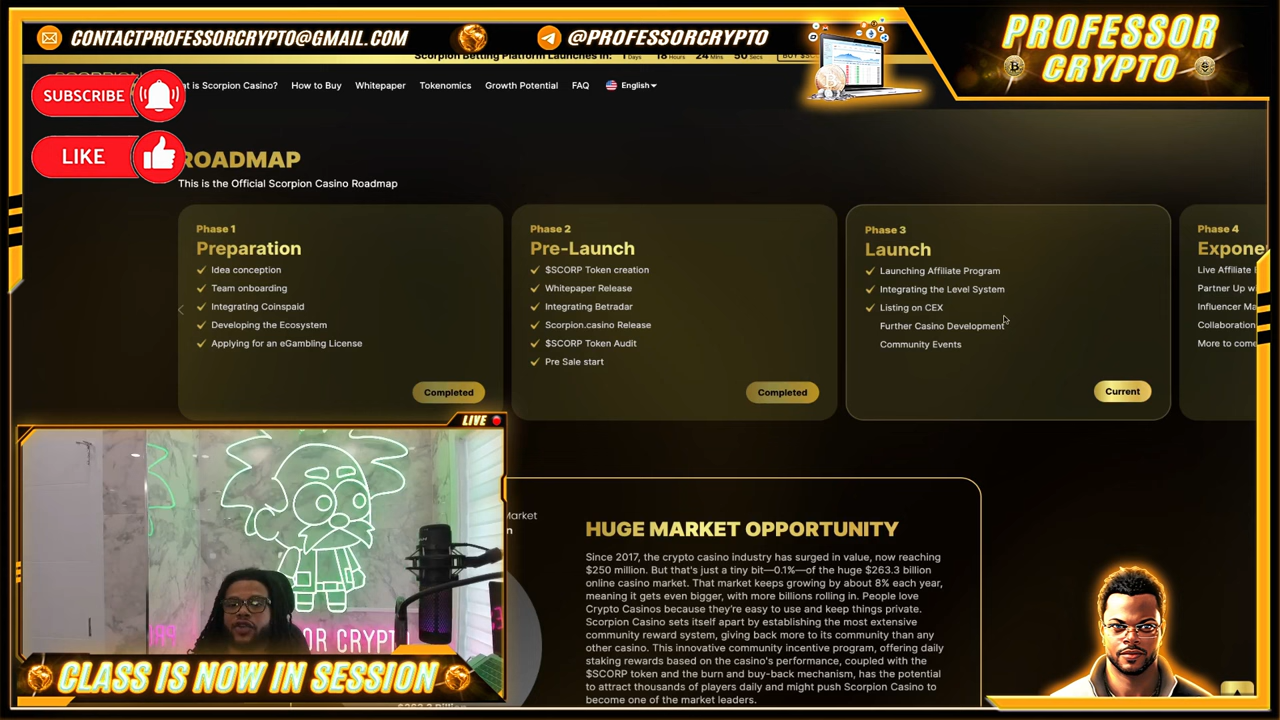 CONTACTPROFESSORCRYPTO@GMAIL.COM
@PROFESSORCRYPTO
PROFESSOR
CRYPTO
Scorpion Betting Platform Launches in: Days Hours 24 Mins 50 Secs
SUBSCRIBE
is Scorpion Casino? How to Buy Whitepaper Tokenomics Growth Potential FAQ English
LIKE
ROADMAP
This is the Official Scorpion Casino Roadmap
Phase 1
Preparation
Idea conception
Team onboarding
Integrating Coinspaid
Developing the Ecosystem
Applying for an eGambling License
Completed
Phase 2
Pre-Launch
$SCORP Token creation
Whitepaper Release
Integrating Betradar
Scorpion.casino Release
$SCORP Token Audit
Pre Sale start
Completed
Phase 3
Launch
Launching Affiliate Program
Integrating the Level System
Listing on CEX
Further Casino Development
Community Events
Current
Phase 4
Expone
Live Affiliate
Partner Up w
Influencer Ma
Collaboration
More to come
LIVE
Market
HUGE MARKET OPPORTUNITY
Since 2017, the crypto casino industry has surged in value, now reaching
$250 million. But that's just a tiny bit—0.1%—of the huge $263.3 billion
online casino market. That market keeps growing by about 8% each year,
meaning it gets even bigger, with more billions rolling in. People love
Crypto Casinos because they're easy to use and keep things private.
Scorpion Casino sets itself apart by establishing the most extensive
community reward system, giving back more to its community than any
other casino. This innovative community incentive program, offering daily
staking rewards based on the casino's performance, coupled with the
$SCORP token and the burn and buy-back mechanism, has the potential
to attract thousands of players daily and might push Scorpion Casino to
become one of the market leaders.
OR CRYPT
CLASS IS NOW IN SESSION